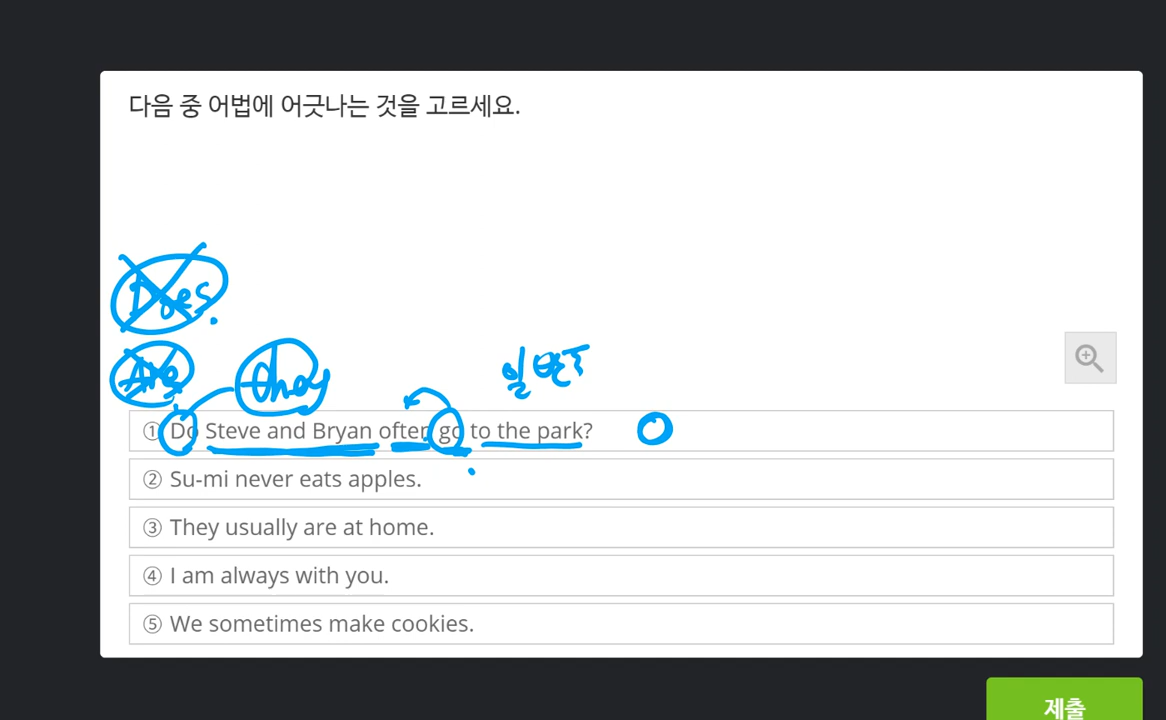 다음 중 어법에 어긋나는 것을 고르세요.
Does.
Are
they
일반
① Do Steve and Bryan often go to the park?
② Su-mi never eats apples.
③ They usually are at home.
④ I am always with you.
⑤ We sometimes make cookies.
제출